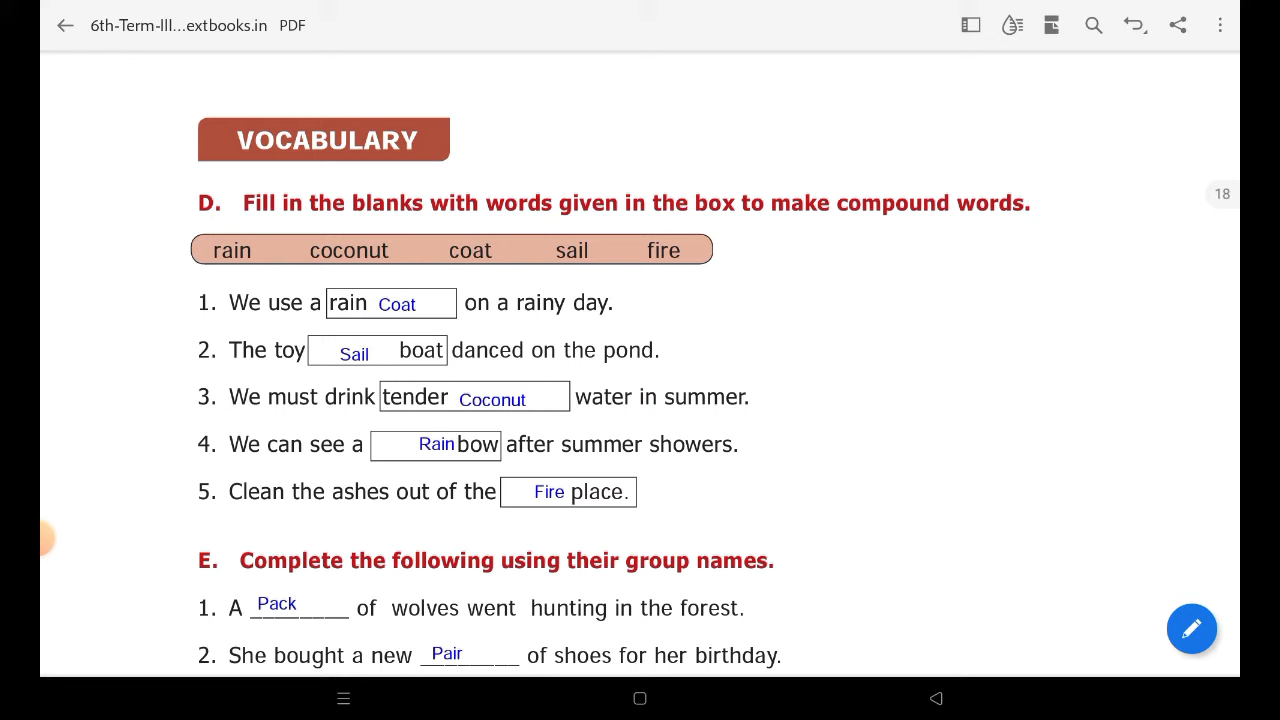 6th-Term-III...extbooks.in PDF
VOCABULARY
18
D. Fill in the blanks with words given in the box to make compound words.
rain coconut coat sail fire
1. We use a rain Coat on a rainy day.
2. The toy Sail boat danced on the pond.
3. We must drink tender Coconut water in summer.
4. We can see a Rain bow after summer showers.
5. Clean the ashes out of the Fire place.
E. Complete the following using their group names.
1. A Pack of wolves went hunting in the forest.
2. She bought a new Pair of shoes for her birthday.